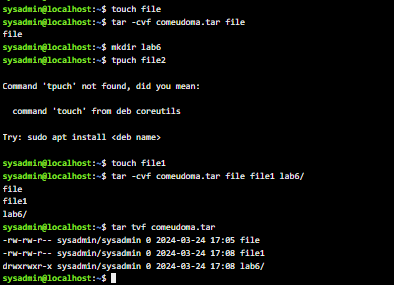 sysadmin@localhost:~$ touch file
sysadmin@localhost:~$ tar -cvf comeudoma.tar file
file
sysadmin@localhost:~$ mkdir lab6
sysadmin@localhost:~$ tpuch file2
Command 'tpuch' not found, did you mean:
command 'touch' from deb coreutils
Try: sudo apt install <deb name>
sysadmin@localhost:~$ touch file1
sysadmin@localhost:~$ tar -cvf comeudoma.tar file file1 lab6/
file
file1
lab6/
sysadmin@localhost:~$ tar tvf comeudoma.tar
-rw-rw-r-- sysadmin/sysadmin 0 2024-03-24 17:05 file
-rw-rw-r-- sysadmin/sysadmin 0 2024-03-24 17:08 file1
drwxrwxr-x sysadmin/sysadmin 0 2024-03-24 17:08 lab6/
sysadmin@localhost:~$